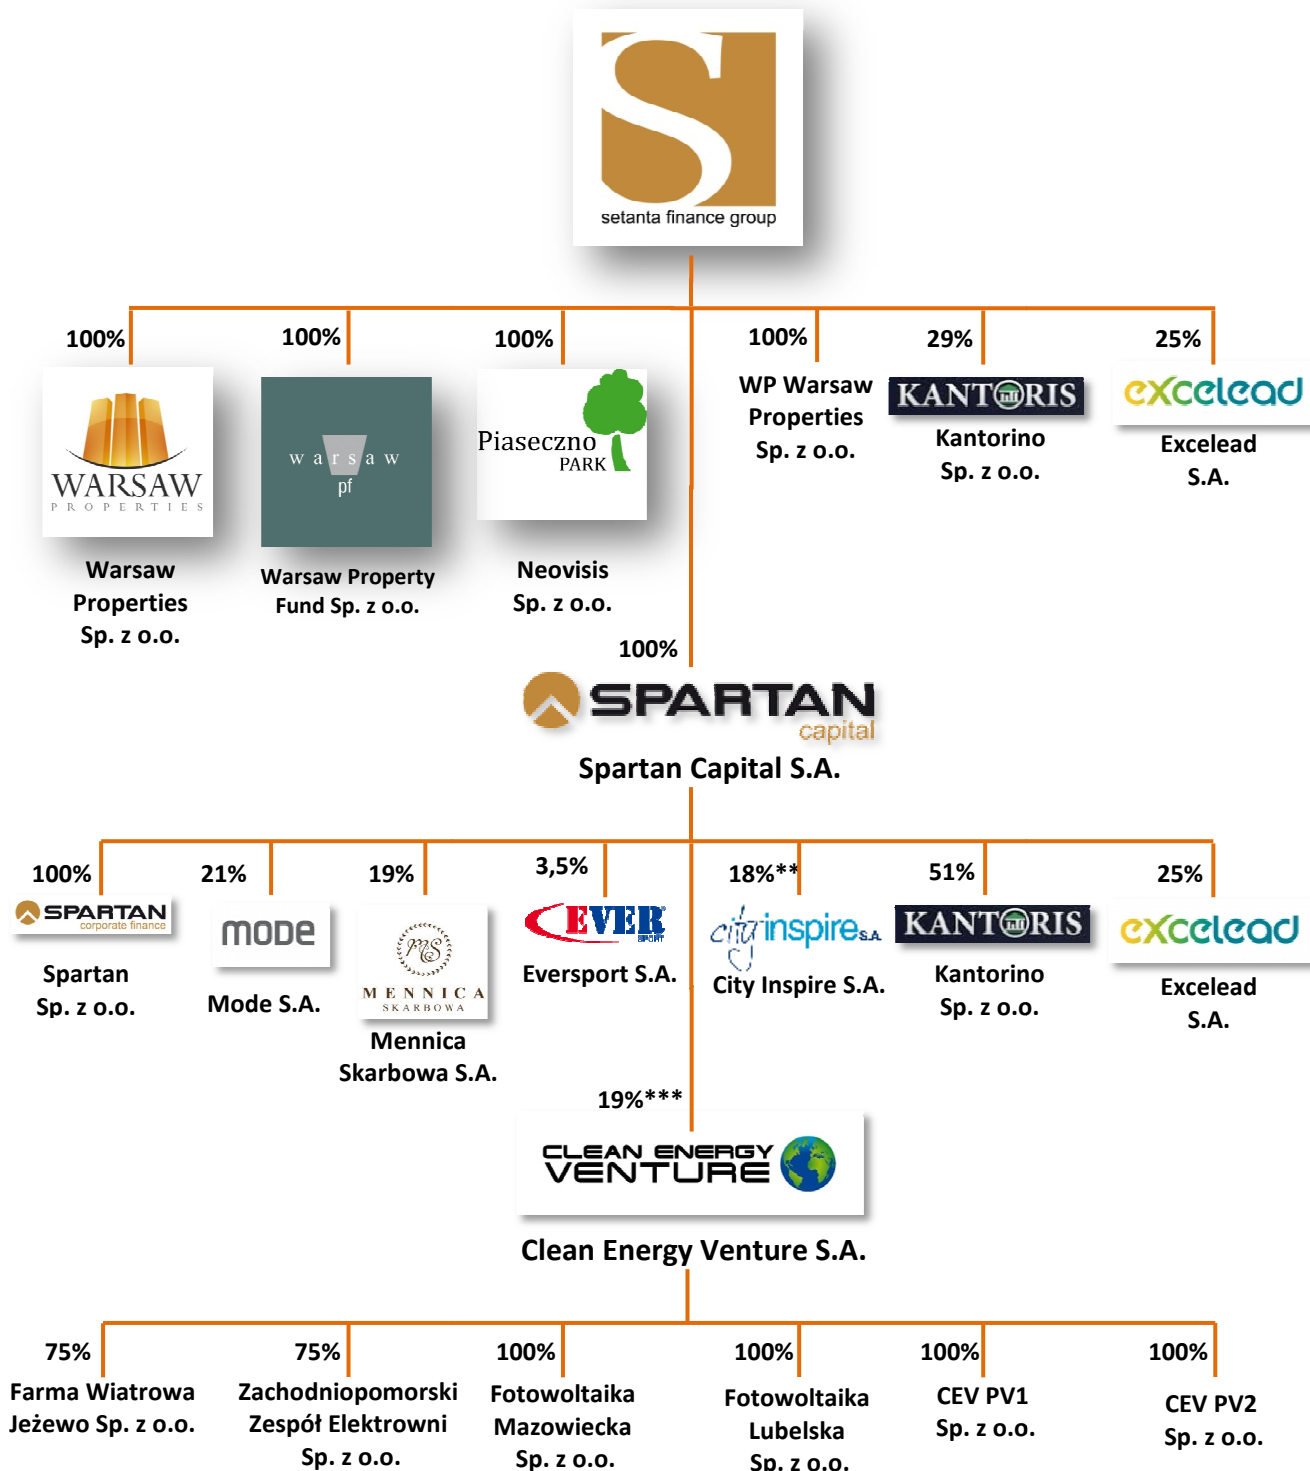 setanta finance group
100%
100%
100%
100%
29%
25%
WARSAW
PROPERTIES
Warsaw
Properties
Sp. z o.o.
warsaw
pf
Warsaw Property
Fund Sp. z o.o.
Piaseczno
PARK
Neovisis
Sp. z o.o.
WP Warsaw
Properties
Sp. z o.o.
KANTORIS
Kantorino
Sp. z o.o.
excelead
Excelead
S.A.
100%
SPARTAN
capital
Spartan Capital S.A.
100%
21%
19%
3,5%
18%**
51%
25%
SPARTAN
corporate finance
Spartan
Sp. z o.o.
mode
Mode S.A.
MS
MENNICA
SKARBOWA
Mennica
Skarbowa S.A.
EVER
SPORT
Eversport S.A.
city inspire S.A.
City Inspire S.A.
KANTORIS
Kantorino
Sp. z o.o.
excelead
Excelead
S.A.
19%***
CLEAN ENERGY
VENTURE
Clean Energy Venture S.A.
75%
75%
100%
100%
100%
100%
Farma Wiatrowa
Jeżewo Sp. z o.o.
Zachodniopomorski
Zespół Elektrowni
Sp. z o.o.
Fotowoltaika
Mazowiecka
Sp. z o.o.
Fotowoltaika
Lubelska
Sp. z o.o.
CEV PV1
Sp. z o.o.
CEV PV2
Sp. z o.o.